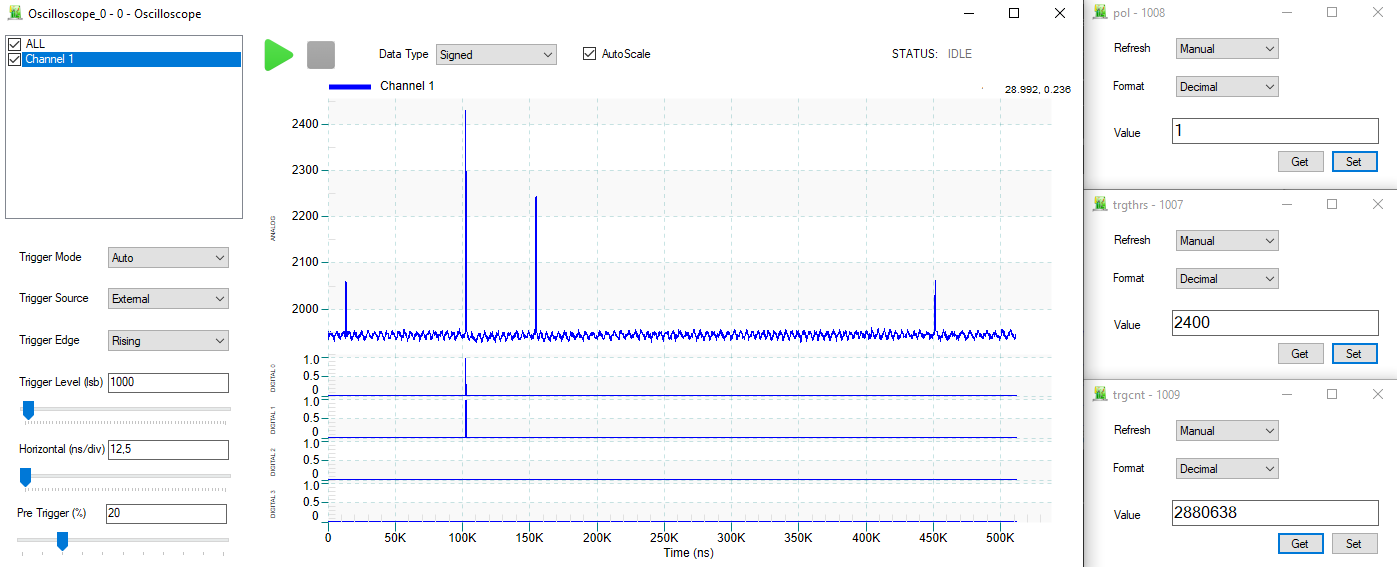 Oscilloscope_0 - 0 - Oscilloscope
ALL
Channel 1
Data Type Signed AutoScale STATUS: IDLE
Channel 1
28.992, 0.236
2400
2300
2200
2100
2000
ANALOG
1.0
0.5
0
DIGITAL 0
1.0
0.5
0
DIGITAL 1
1.0
0.5
0
DIGITAL 2
1.0
0.5
0
DIGITAL 3
0 50K 100K 150K 200K 250K 300K 350K 400K 450K 500K
Time (ns)
Trigger Mode Auto
Trigger Source External
Trigger Edge Rising
Trigger Level (lsb) 1000
Horizontal (ns/div) 12,5
Pre Trigger (%) 20
pol - 1008
Refresh Manual
Format Decimal
Value 1
Get Set
trgthrs - 1007
Refresh Manual
Format Decimal
Value 2400
Get Set
trgcnt - 1009
Refresh Manual
Format Decimal
Value 2880638
Get Set